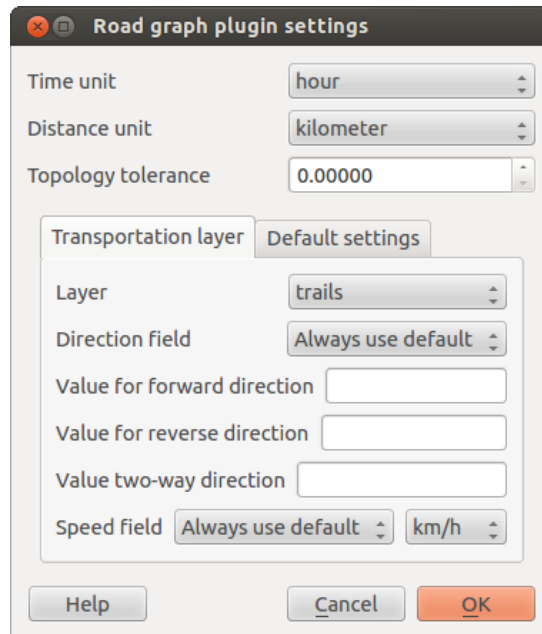 Road graph plugin settings
Time unit hour
Distance unit kilometer
Topology tolerance 0.00000
Transportation layer Default settings
Layer trails
Direction field Always use default
Value for forward direction
Value for reverse direction
Value two-way direction
Speed field Always use default km/h
Help Cancel OK